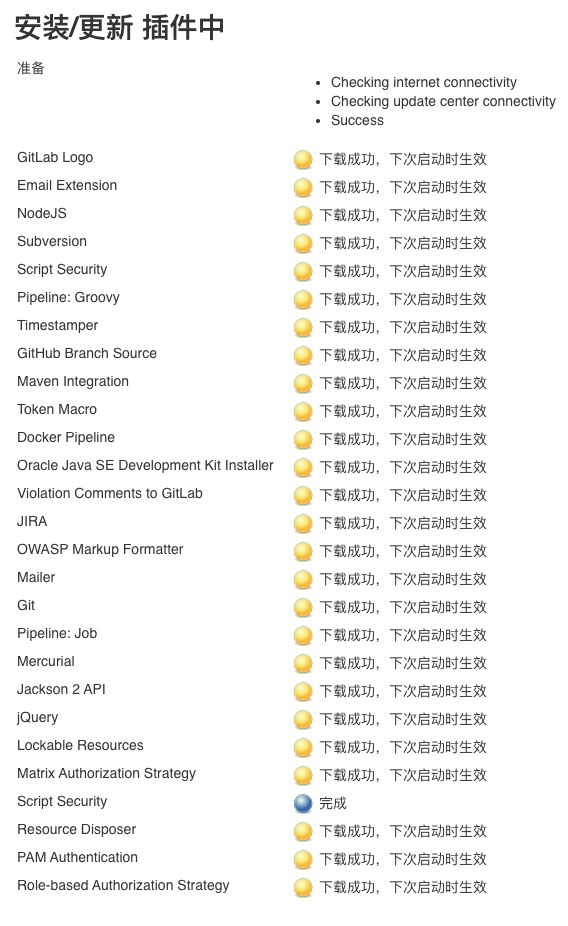 安装/更新 插件中
准备
Checking internet connectivity
Checking update center connectivity
Success
GitLab Logo 下载成功，下次启动时生效
Email Extension 下载成功，下次启动时生效
NodeJS 下载成功，下次启动时生效
Subversion 下载成功，下次启动时生效
Script Security 下载成功，下次启动时生效
Pipeline: Groovy 下载成功，下次启动时生效
Timestamper 下载成功，下次启动时生效
GitHub Branch Source 下载成功，下次启动时生效
Maven Integration 下载成功，下次启动时生效
Token Macro 下载成功，下次启动时生效
Docker Pipeline 下载成功，下次启动时生效
Oracle Java SE Development Kit Installer 下载成功，下次启动时生效
Violation Comments to GitLab 下载成功，下次启动时生效
JIRA 下载成功，下次启动时生效
OWASP Markup Formatter 下载成功，下次启动时生效
Mailer 下载成功，下次启动时生效
Git 下载成功，下次启动时生效
Pipeline: Job 下载成功，下次启动时生效
Mercurial 下载成功，下次启动时生效
Jackson 2 API 下载成功，下次启动时生效
jQuery 下载成功，下次启动时生效
Lockable Resources 下载成功，下次启动时生效
Matrix Authorization Strategy 下载成功，下次启动时生效
Script Security 完成
Resource Disposer 下载成功，下次启动时生效
PAM Authentication 下载成功，下次启动时生效
Role-based Authorization Strategy 下载成功，下次启动时生效